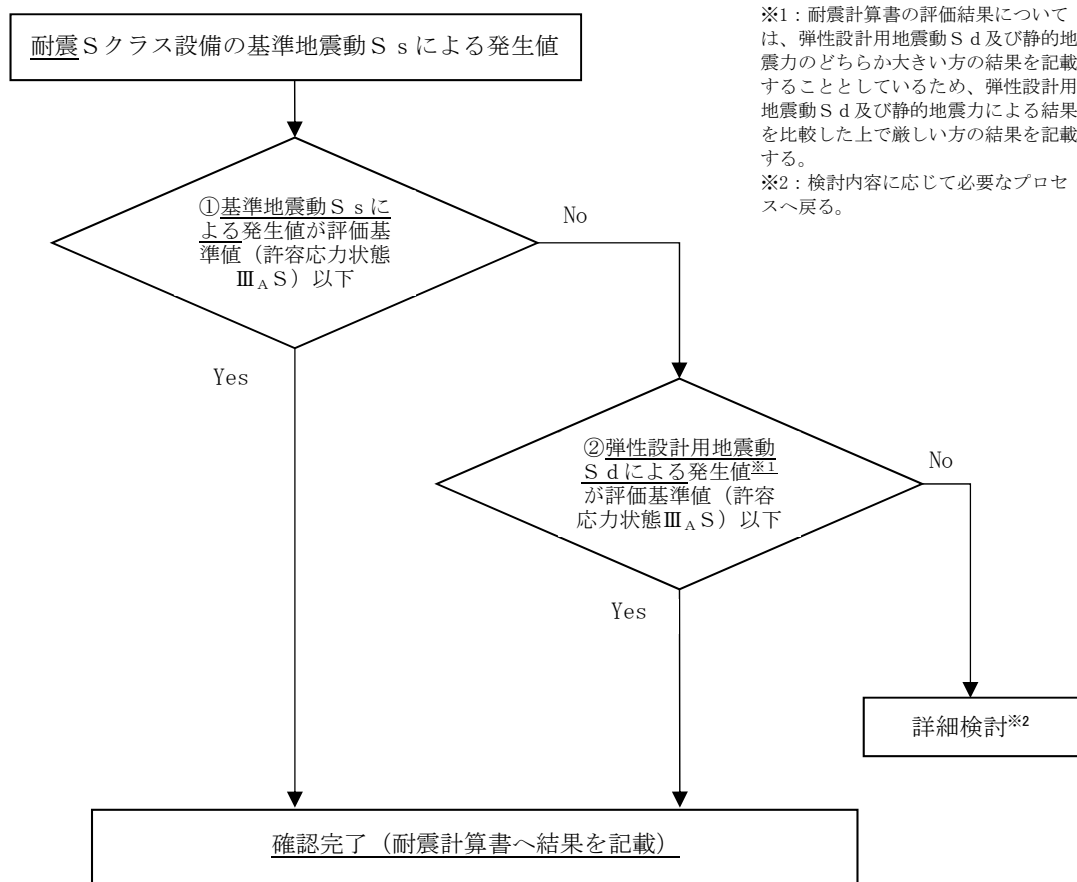 耐震Ｓクラス設備の基準地震動Ｓｓによる発生値
※1：耐震計算書の評価結果について
は、弾性設計用地震動Ｓｄ及び静的地
震力のどちらか大きい方の結果を記載
することとしているため、弾性設計用
地震動Ｓｄ及び静的地震力による結果
を比較した上で厳しい方の結果を記載
する。
※2：検討内容に応じて必要なプロセ
スへ戻る。
①基準地震動Ｓｓに
よる発生値が評価基
準値（許容応力状態
ⅢAＳ）以下
No
Yes
②弾性設計用地震動
Ｓｄによる発生値※1
が評価基準値（許容
応力状態ⅢAＳ）以下
No
Yes
詳細検討※2
確認完了（耐震計算書へ結果を記載）